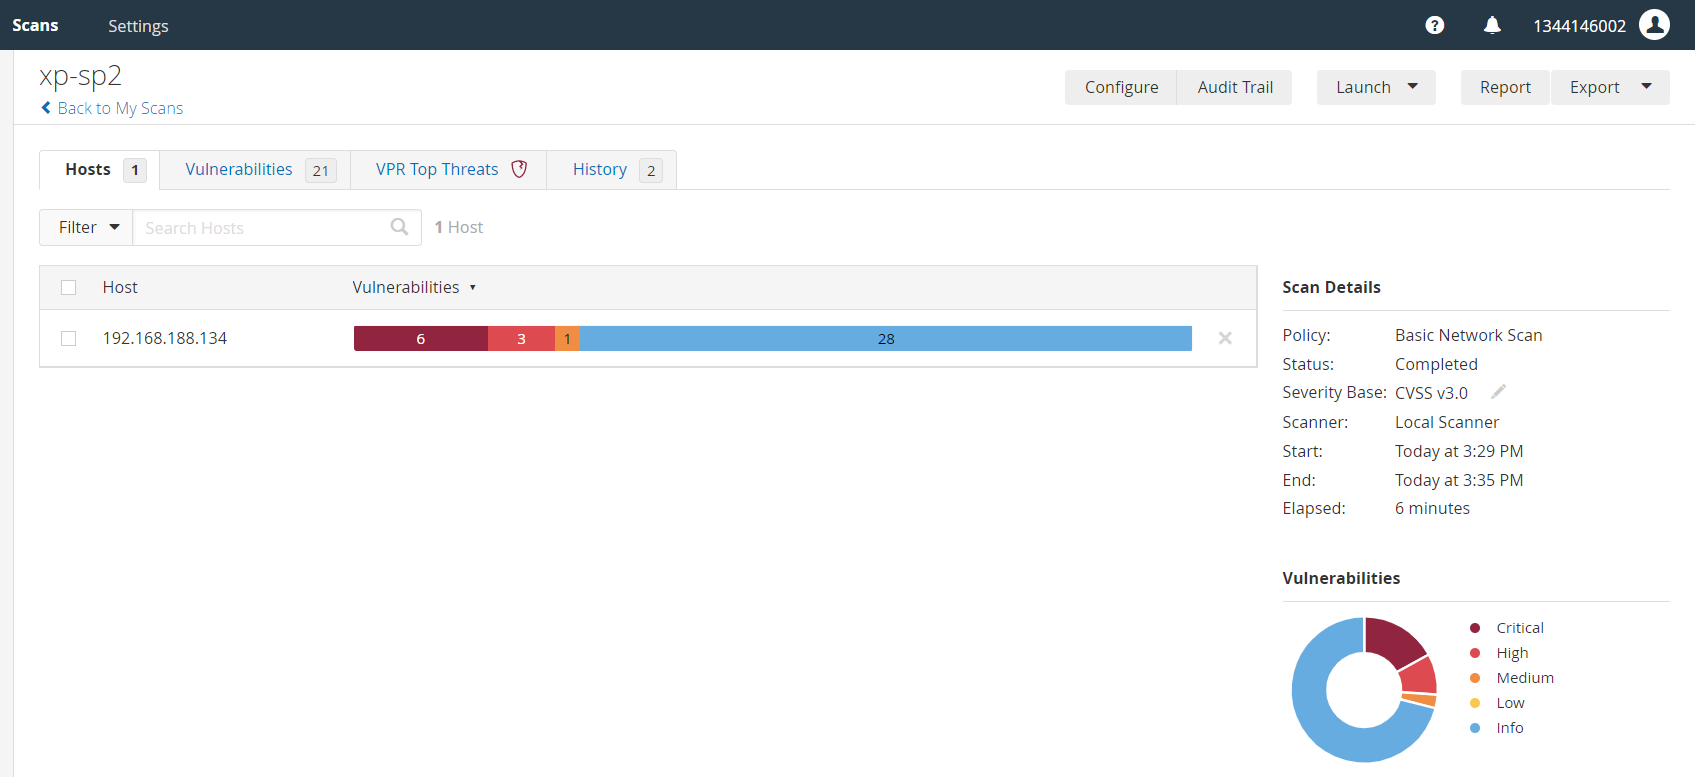 Scans Settings 1344146002
xp-sp2
Back to My Scans
Configure Audit Trail Launch Report Export
Hosts 1 Vulnerabilities 21 VPR Top Threats History 2
Filter Search Hosts 1 Host
Host Vulnerabilities
192.168.188.134 6 3 1 28
Scan Details
Policy: Basic Network Scan
Status: Completed
Severity Base: CVSS v3.0
Scanner: Local Scanner
Start: Today at 3:29 PM
End: Today at 3:35 PM
Elapsed: 6 minutes
Vulnerabilities
Critical
High
Medium
Low
Info